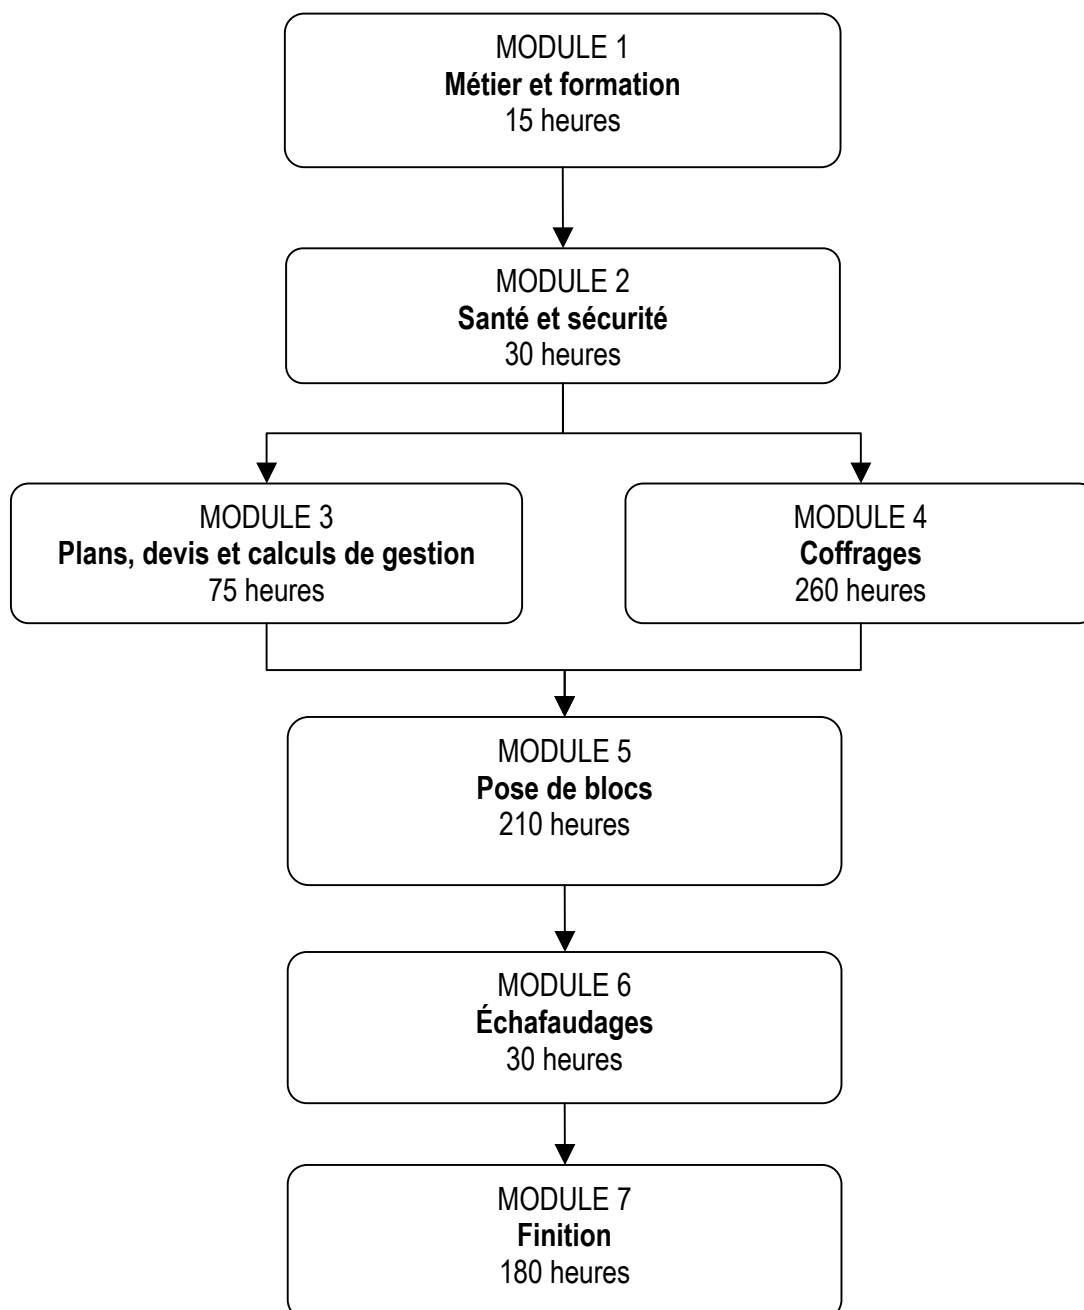 MODULE 1
Métier et formation
15 heures
MODULE 2
Santé et sécurité
30 heures
MODULE 3
Plans, devis et calculs de gestion
75 heures
MODULE 4
Coffrages
260 heures
MODULE 5
Pose de blocs
210 heures
MODULE 6
Échafaudages
30 heures
MODULE 7
Finition
180 heures